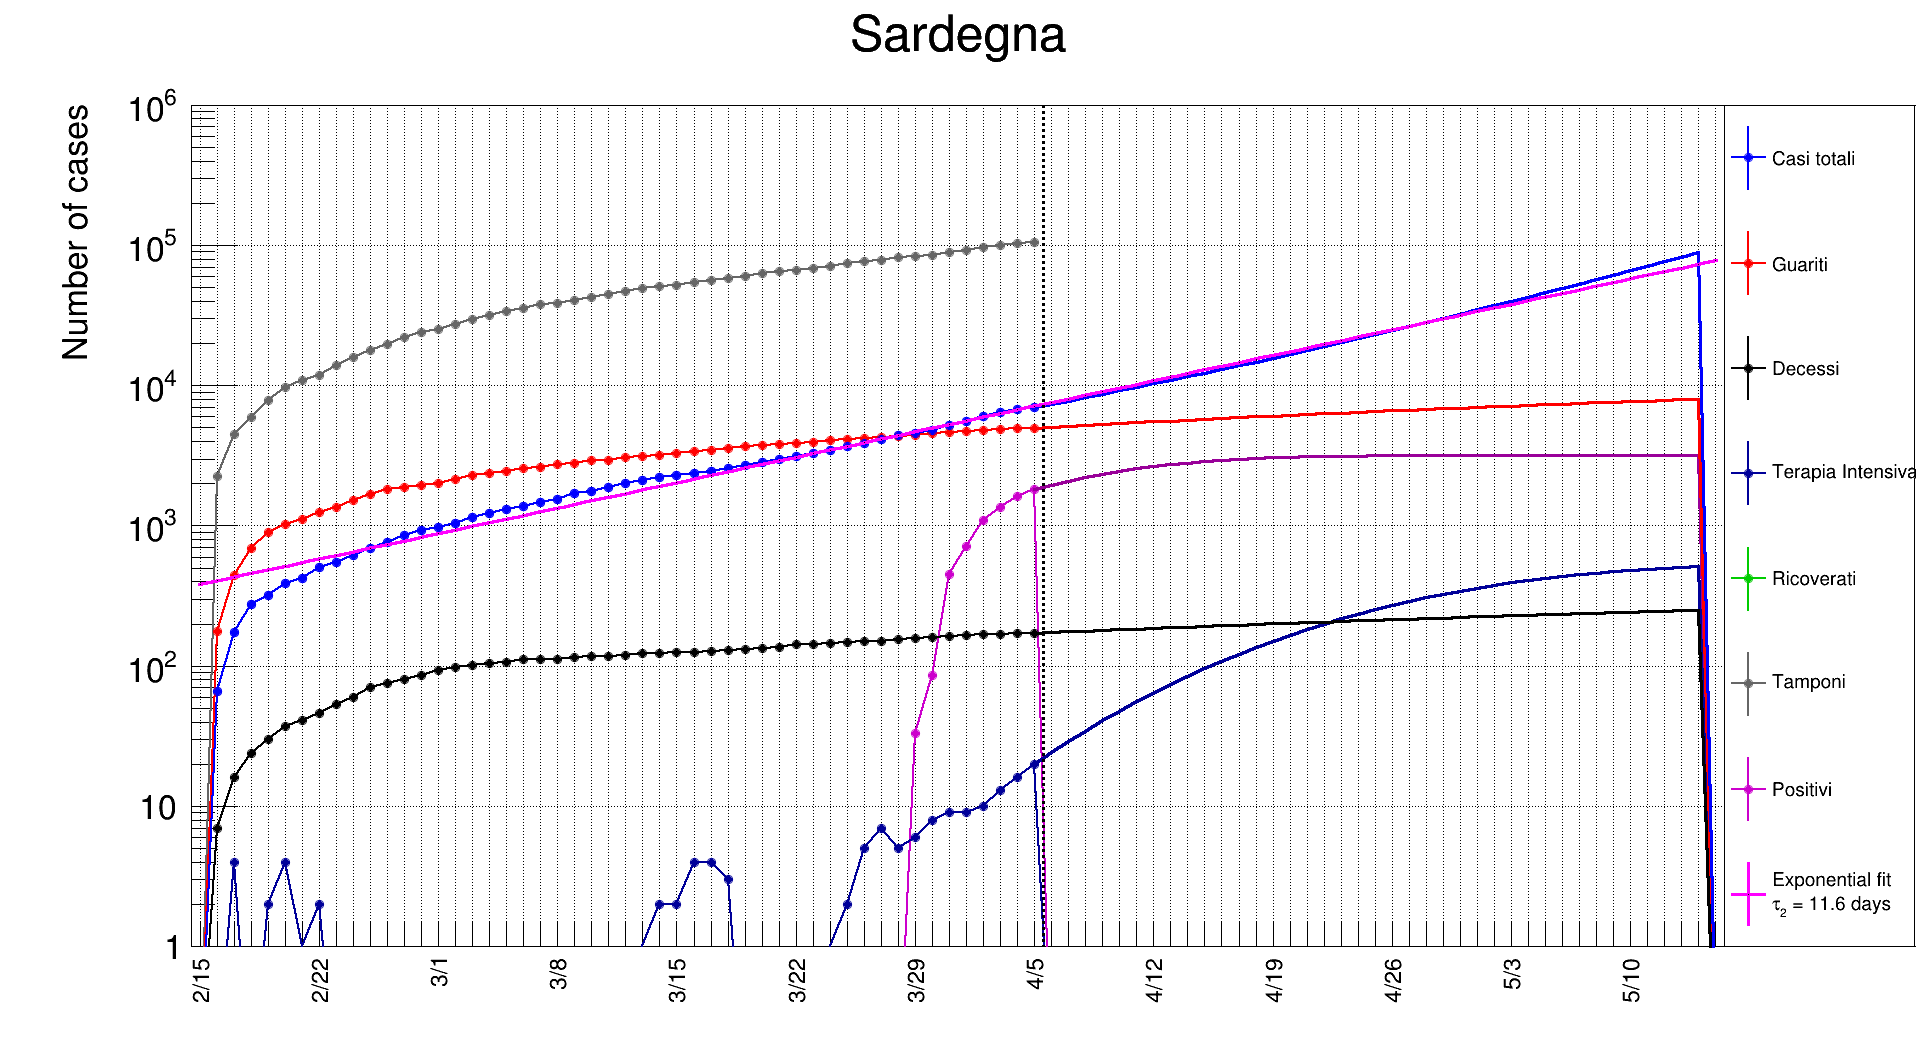 Sardegna
Number of cases
10^6
10^5
10^4
10^3
10^2
10
1
2/15
2/22
3/1
3/8
3/15
3/22
3/29
4/5
4/12
4/19
4/26
5/3
5/10
Casi totali
Guariti
Decessi
Terapia Intensiva
Ricoverati
Tamponi
Positivi
Exponential fit
τ₂ = 11.6 days